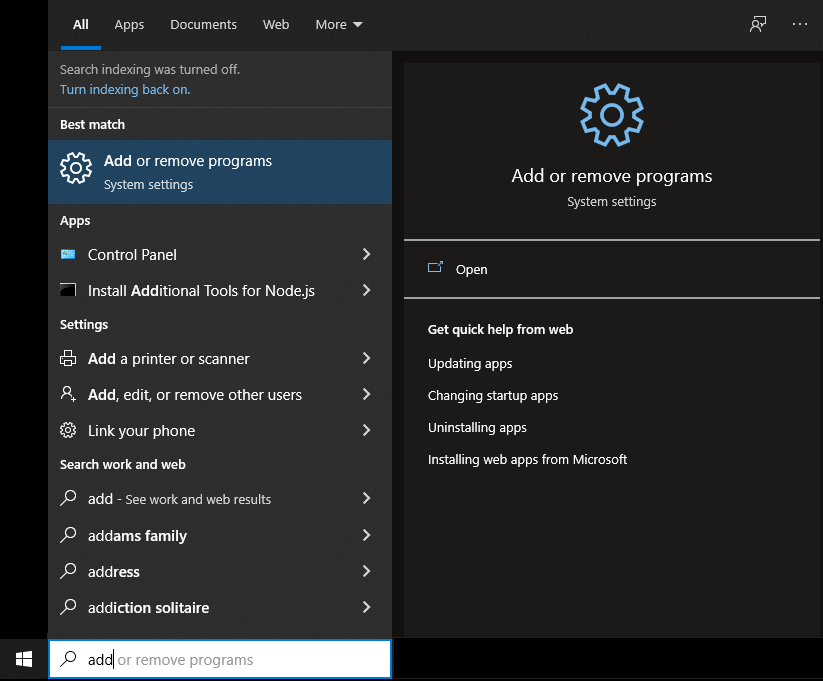 All Apps Documents Web More
Search indexing was turned off.
Turn indexing back on.
Best match
Add or remove programs
System settings
Apps
Control Panel
Install Additional Tools for Node.js
Settings
Add a printer or scanner
Add, edit, or remove other users
Link your phone
Search work and web
add - See work and web results
addams family
address
addiction solitaire
add or remove programs
Add or remove programs
System settings
Open
Get quick help from web
Updating apps
Changing startup apps
Uninstalling apps
Installing web apps from Microsoft